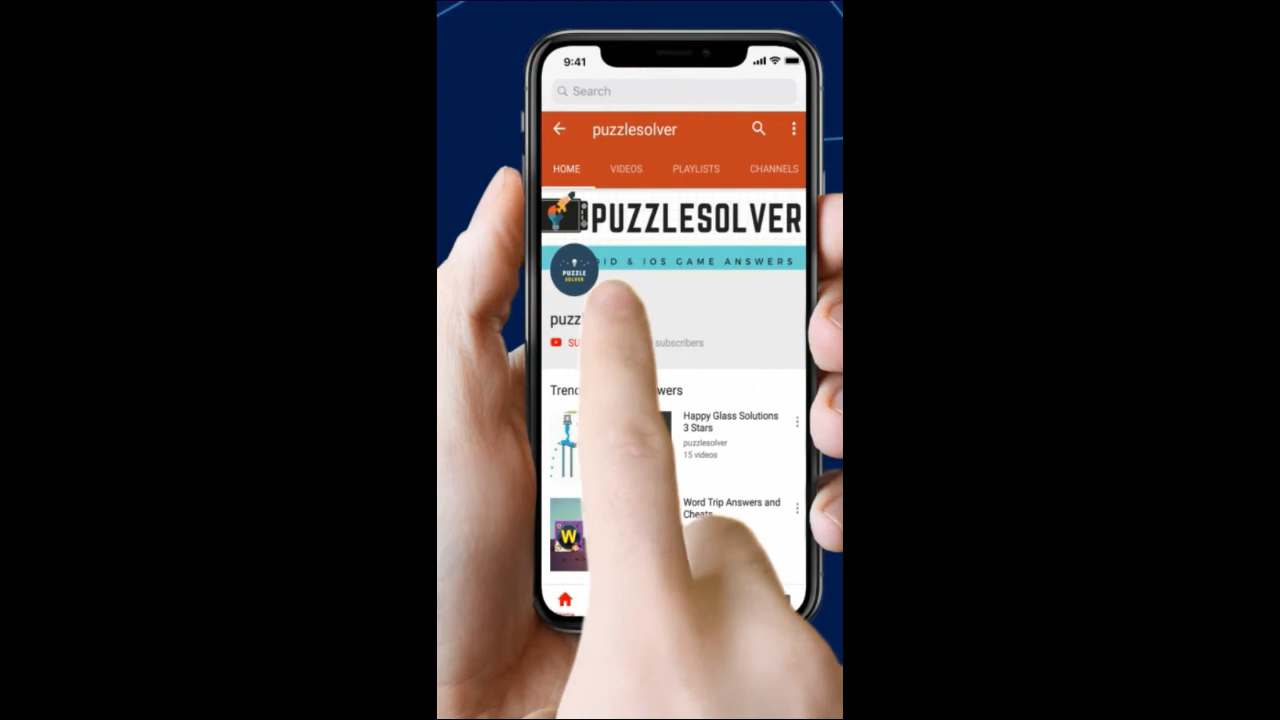 9:41
Search
puzzlesolver
HOME VIDEOS PLAYLISTS CHANNELS
PUZZLESOLVER
ID & IOS GAME ANSWERS
PUZZLE
SOLVER
puzz
SU subscribers
Tren wers
Happy Glass Solutions
3 Stars
puzzlesolver
15 videos
Word Trip Answers and
Cheats
W